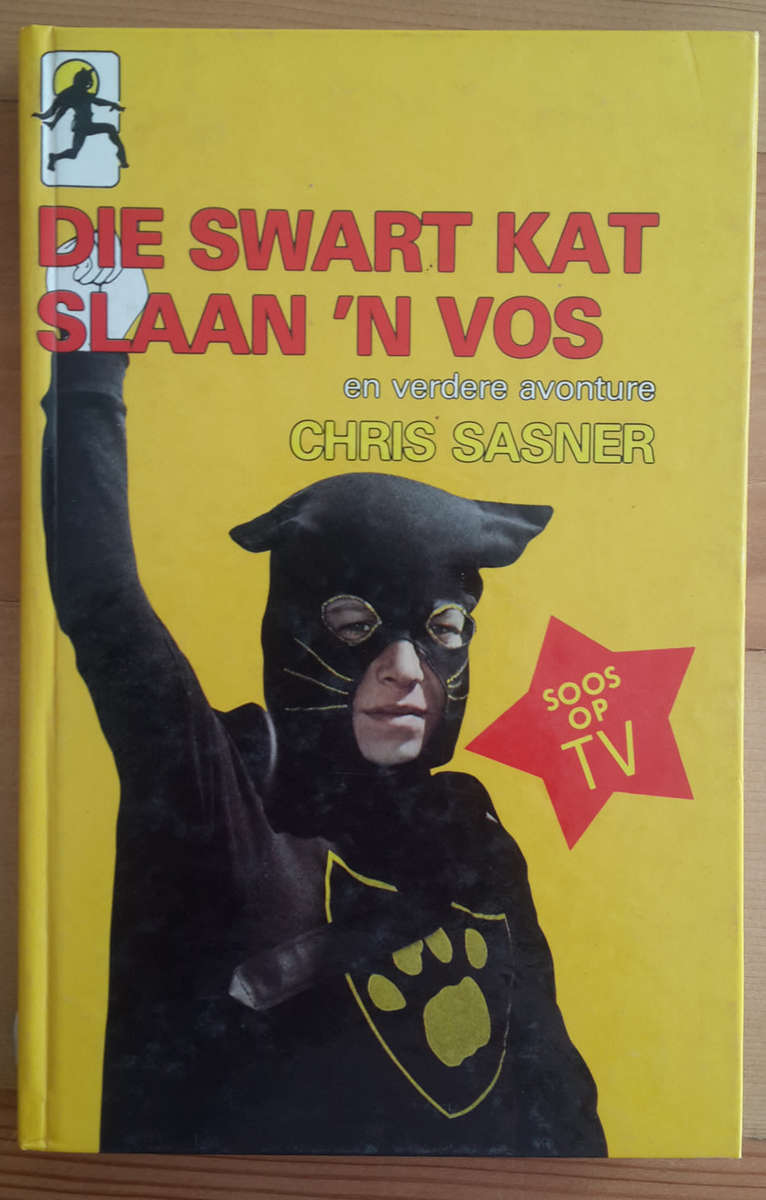 DIE SWART KAT
SLAAN 'N VOS
en verdere avonture
CHRIS SASNER
SOOS
OP
TV